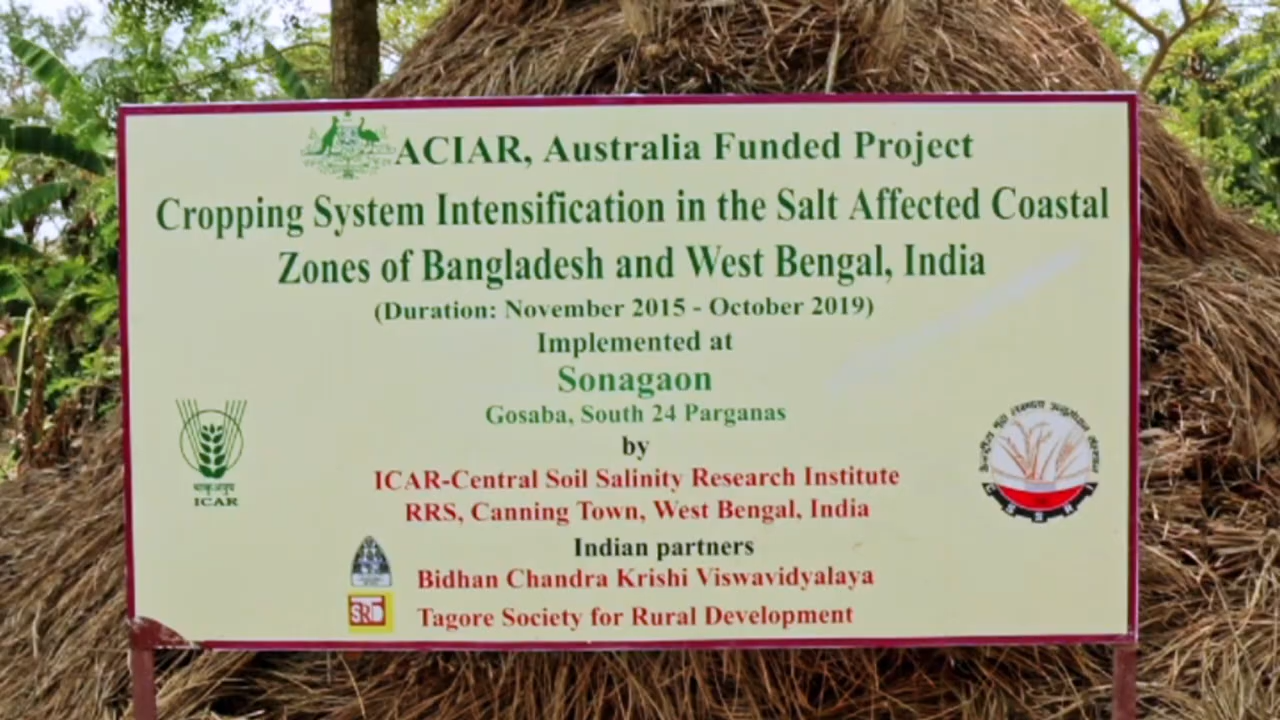 ACIAR, Australia Funded Project
Cropping System Intensification in the Salt Affected Coastal
Zones of Bangladesh and West Bengal, India
(Duration: November 2015 - October 2019)
Implemented at
Sonagaon
Gosaba, South 24 Parganas
by
ICAR-Central Soil Salinity Research Institute
RRS, Canning Town, West Bengal, India
ICAR
Indian partners
Bidhan Chandra Krishi Viswavidyalaya
Tagore Society for Rural Development